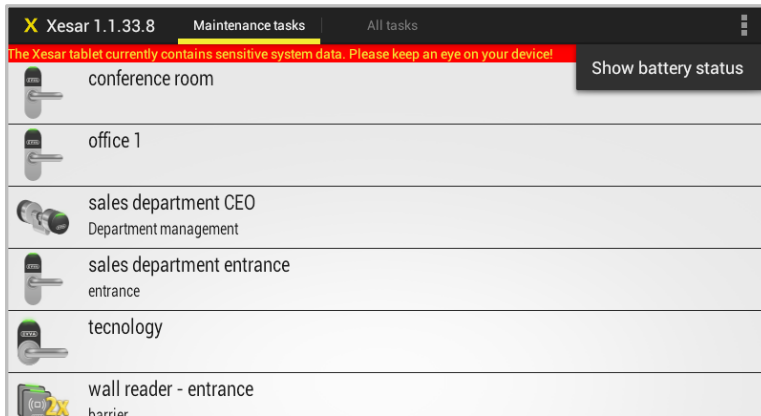 X Xesar 1.1.33.8 Maintenance tasks All tasks
The Xesar tablet currently contains sensitive system data. Please keep an eye on your device!
Show battery status
conference room
office 1
sales department CEO
Department management
sales department entrance
entrance
EVVA
tecnology
wall reader - entrance
2x
barrier